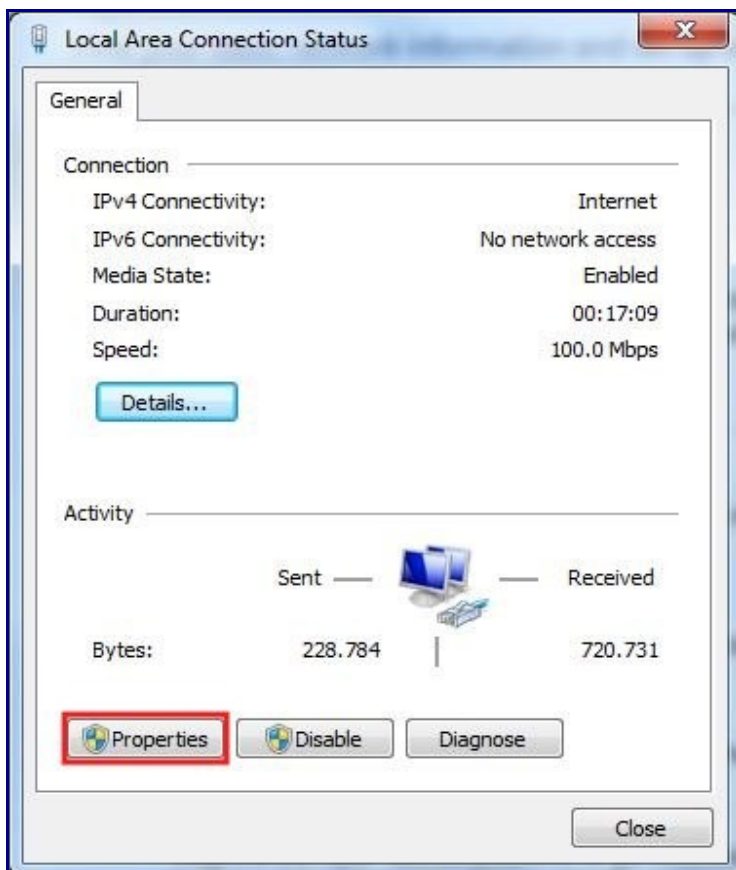 Local Area Connection Status
General
Connection
IPv4 Connectivity: Internet
IPv6 Connectivity: No network access
Media State: Enabled
Duration: 00:17:09
Speed: 100.0 Mbps
Details...
Activity
Sent Received
Bytes: 228.784 720.731
Properties Disable Diagnose
Close